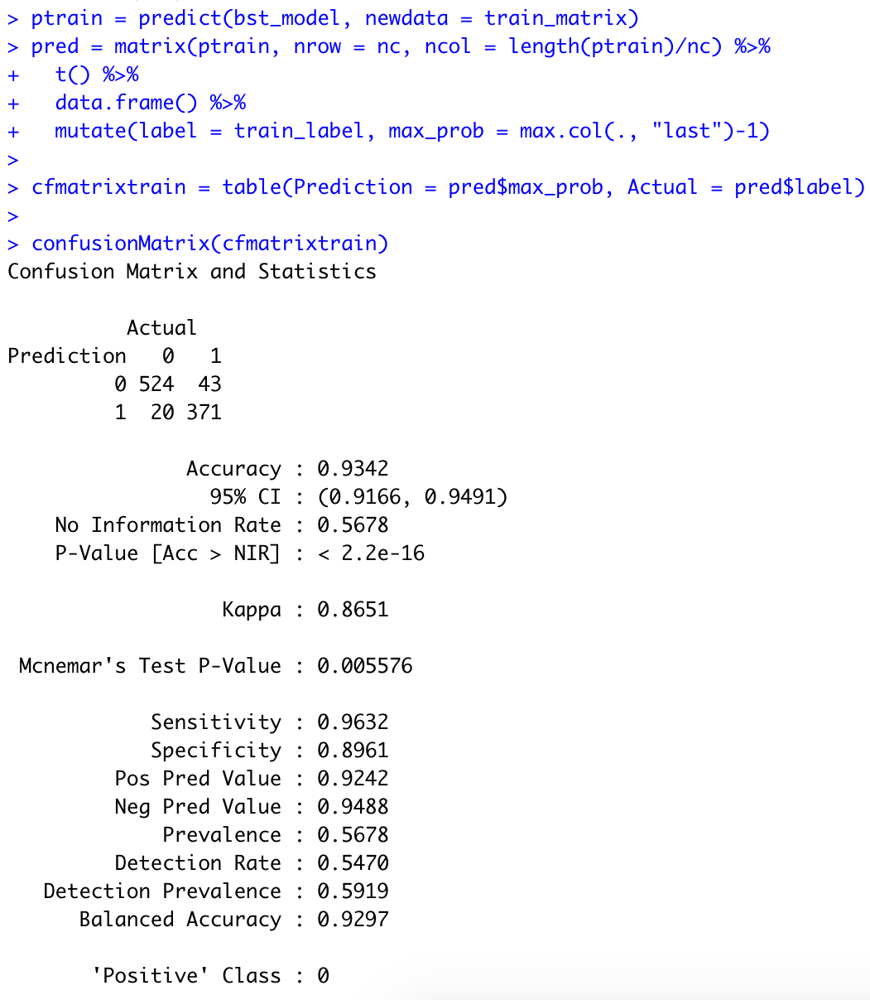 > ptrain = predict(bst_model, newdata = train_matrix)
> pred = matrix(ptrain, nrow = nc, ncol = length(ptrain)/nc) %>%
+   t() %>%
+   data.frame() %>%
+   mutate(label = train_label, max_prob = max.col(., "last")-1)
>
> cfmatrixtrain = table(Prediction = pred$max_prob, Actual = pred$label)
>
> confusionMatrix(cfmatrixtrain)
Confusion Matrix and Statistics

          Actual
Prediction   0   1
         0 524  43
         1  20 371

               Accuracy : 0.9342
                 95% CI : (0.9166, 0.9491)
    No Information Rate : 0.5678
    P-Value [Acc > NIR] : < 2.2e-16

                  Kappa : 0.8651

 Mcnemar's Test P-Value : 0.005576

            Sensitivity : 0.9632
            Specificity : 0.8961
         Pos Pred Value : 0.9242
         Neg Pred Value : 0.9488
             Prevalence : 0.5678
         Detection Rate : 0.5470
   Detection Prevalence : 0.5919
      Balanced Accuracy : 0.9297

       'Positive' Class : 0